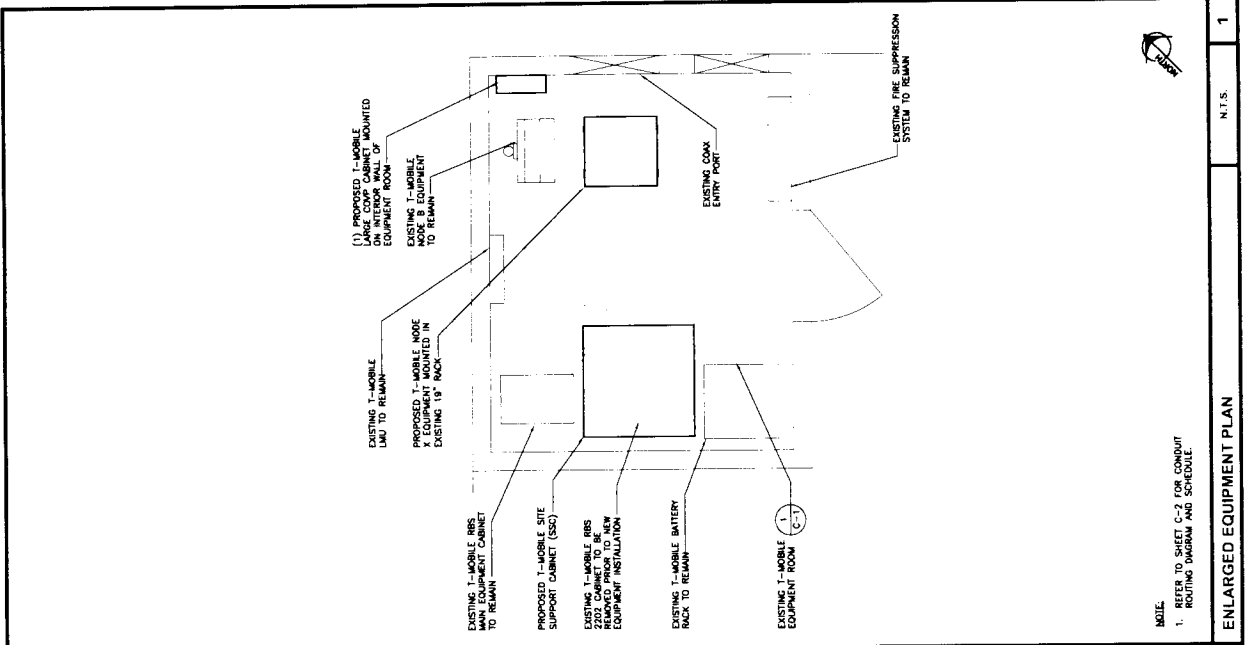 (1) PROPOSED T-MOBILE
LARGE COVP CABINET MOUNTED
ON INTERIOR WALL OF
EQUIPMENT ROOM
EXISTING T-MOBILE
NODE B EQUIPMENT
TO REMAIN
EXISTING T-MOBILE
LMU TO REMAIN
PROPOSED T-MOBILE NODE
X EQUIPMENT MOUNTED IN
EXISTING 19" RACK
EXISTING T-MOBILE RBS
MAIN EQUIPMENT CABINET
TO REMAIN
PROPOSED T-MOBILE SITE
SUPPORT CABINET (SSC)
EXISTING T-MOBILE RBS
2202 CABINET TO BE
REMOVED PRIOR TO NEW
EQUIPMENT INSTALLATION
EXISTING T-MOBILE BATTERY
RACK TO REMAIN
EXISTING T-MOBILE
EQUIPMENT ROOM
1
C-1
EXISTING COAX
ENTRY PORT
EXISTING FIRE SUPPRESSION
SYSTEM TO REMAIN
NORTH
NOTE:
1. REFER TO SHEET C-2 FOR CONDUIT
ROUTING DIAGRAM AND SCHEDULE.
ENLARGED EQUIPMENT PLAN
N.T.S.
1